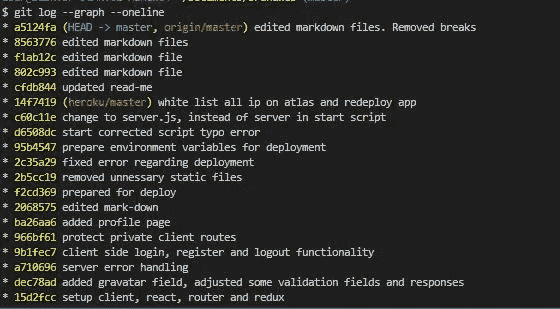 $ git log --graph --oneline
* a5124fa (HEAD -> master, origin/master) edited markdown files. Removed breaks
* 8563776 edited markdown files
* f1ab12c edited markdown file
* 802c993 edited markdown file
* cfdb844 updated read-me
* 14f7419 (heroku/master) white list all ip on atlas and redeploy app
* c60c11e change to server.js, instead of server in start script
* d6508dc start corrected script typo error
* 95b4547 prepare environment variables for deployment
* 2c35a29 fixed error regarding deployment
* 2b5cc19 removed unnessary static files
* f2cd369 prepared for deploy
* 2068575 edited mark-down
* ba26aa6 added profile page
* 966bf61 protect private client routes
* 9b1fec7 client side login, register and logout functionality
* a710696 server error handling
* dec78ad added gravatar field, adjusted some validation fields and responses
* 15d2fcc setup client, react, router and redux